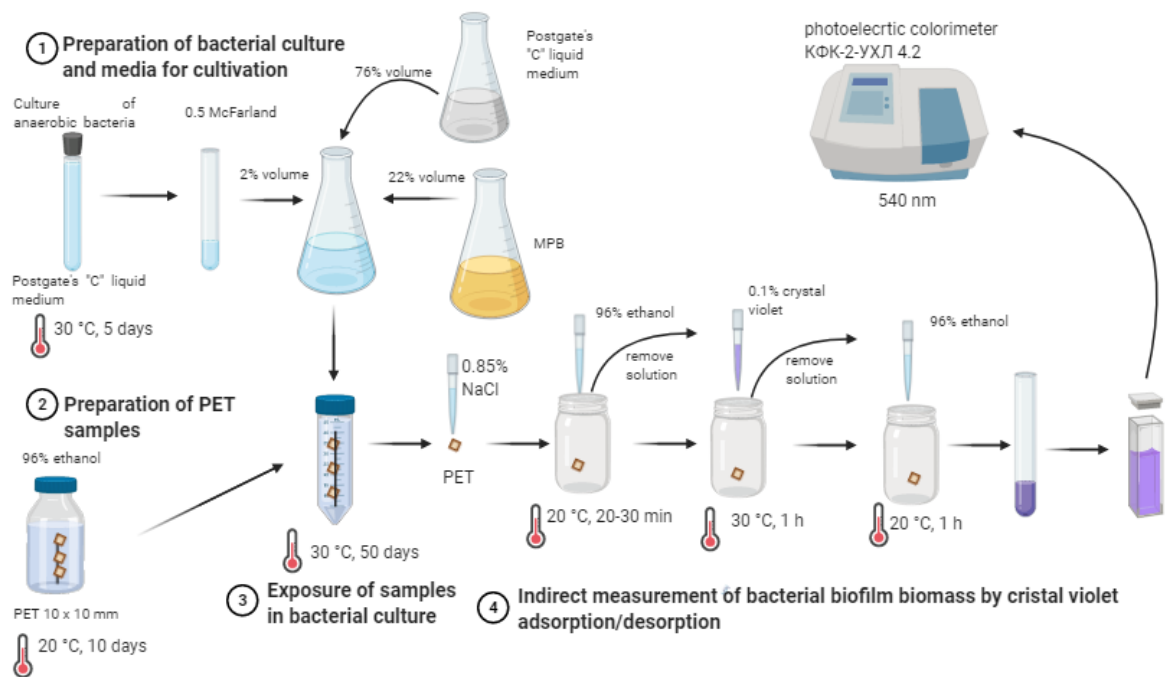 1 Preparation of bacterial culture
and media for cultivation
Culture of
anaerobic bacteria
0.5 McFarland
76% volume
Postgate's
"C" liquid
medium
2% volume
22% volume
MPB
Postgate's "C" liquid
medium
30 °C, 5 days
2 Preparation of PET
samples
96% ethanol
PET 10 x 10 mm
20 °C, 10 days
30 °C, 50 days
3 Exposure of samples
in bacterial culture
0.85%
NaCl
PET
96% ethanol
remove
solution
20 °C, 20-30 min
0.1% crystal
violet
remove
solution
30 °C, 1 h
96% ethanol
20 °C, 1 h
photoelecrtic colorimeter
КФК-2-УХЛ 4.2
540 nm
4 Indirect measurement of bacterial biofilm biomass by cristal violet
adsorption/desorption